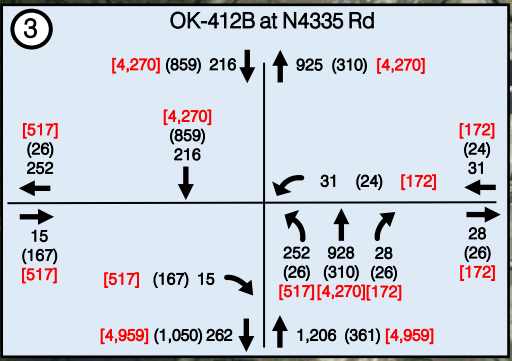 3
OK-412B at N4335 Rd
[4,270] (859) 216
925 (310) [4,270]
[517]
(26)
252
[4,270]
(859)
216
[172]
(24)
31
31 (24) [172]
15
(167)
[517]
252 928 28
(26) (310) (26)
[517] [4,270] [172]
28
(26)
[172]
[517] (167) 15
[4,959] (1,050) 262
1,206 (361) [4,959]